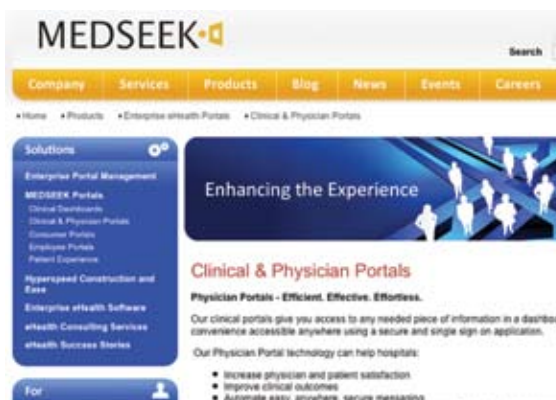 MEDSEEK
Search
Company Services Products Blog News Events Careers
Home Products Enterprise eHealth Portals Clinical & Physician Portals
Solutions
Enterprise Portal Management
MEDSEEK Portals
Clinical Dashboards
Clinical & Physician Portals
Consumer Portals
Employee Portals
Patient Experience
Hyperspeed Construction and
Ease
Enterprise eHealth Software
eHealth Consulting Services
eHealth Success Stories
For
Enhancing the Experience
Clinical & Physician Portals
Physician Portals - Efficient. Effective. Effortless.
Our clinical portals give you access to any needed piece of information in a dashbo
convenience accessible anywhere using a secure and single sign on application.
Our Physician Portal technology can help hospitals:
Increase physician and patient satisfaction
Improve clinical outcomes
Automate easy, anywhere, secure messaging